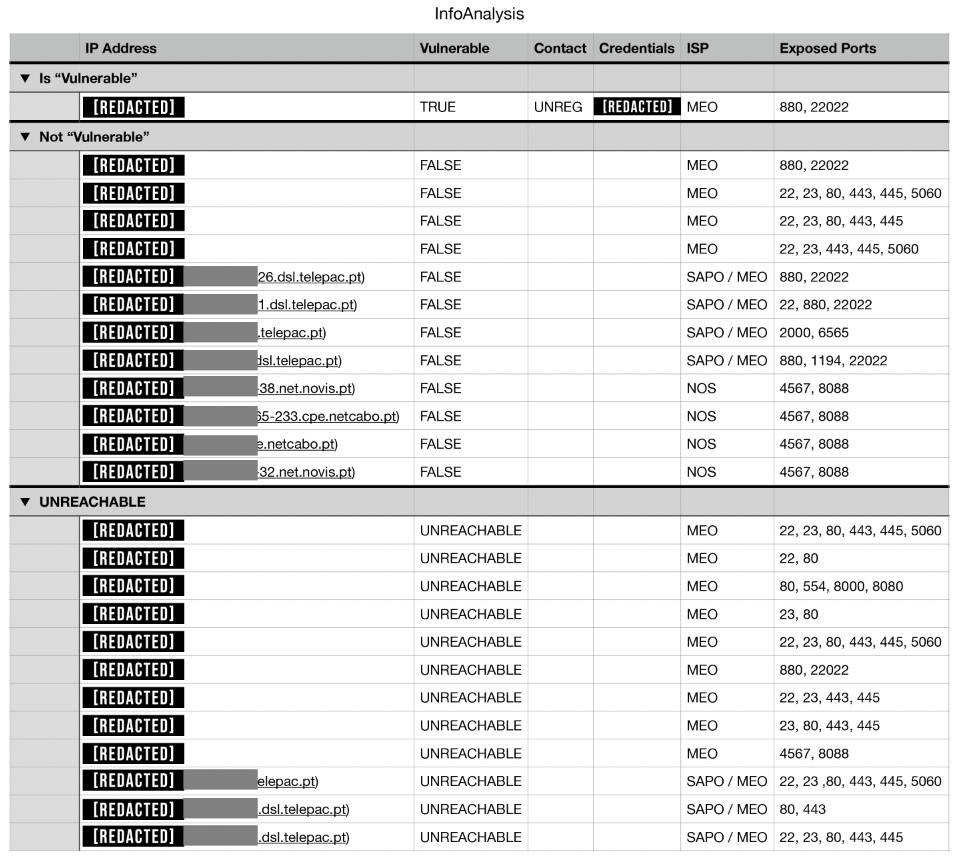 InfoAnalysis
IP Address Vulnerable Contact Credentials ISP Exposed Ports
▼ Is “Vulnerable”
[REDACTED] TRUE UNREG [REDACTED] MEO 880, 22022
▼ Not “Vulnerable”
[REDACTED] FALSE MEO 880, 22022
[REDACTED] FALSE MEO 22, 23, 80, 443, 445, 5060
[REDACTED] FALSE MEO 22, 23, 80, 443, 445
[REDACTED] FALSE MEO 22, 23, 443, 445, 5060
[REDACTED] 26.dsl.telepac.pt) FALSE SAPO / MEO 880, 22022
[REDACTED] 1.dsl.telepac.pt) FALSE SAPO / MEO 22, 880, 22022
[REDACTED] .telepac.pt) FALSE SAPO / MEO 2000, 6565
[REDACTED] dsl.telepac.pt) FALSE SAPO / MEO 880, 1194, 22022
[REDACTED] -38.net.novis.pt) FALSE NOS 4567, 8088
[REDACTED] 65-233.cpe.netcabo.pt) FALSE NOS 4567, 8088
[REDACTED] e.netcabo.pt) FALSE NOS 4567, 8088
[REDACTED] -32.net.novis.pt) FALSE NOS 4567, 8088
▼ UNREACHABLE
[REDACTED] UNREACHABLE MEO 22, 23, 80, 443, 445, 5060
[REDACTED] UNREACHABLE MEO 22, 80
[REDACTED] UNREACHABLE MEO 80, 554, 8000, 8080
[REDACTED] UNREACHABLE MEO 23, 80
[REDACTED] UNREACHABLE MEO 22, 23, 80, 443, 445, 5060
[REDACTED] UNREACHABLE MEO 880, 22022
[REDACTED] UNREACHABLE MEO 22, 23, 443, 445
[REDACTED] UNREACHABLE MEO 23, 80, 443, 445
[REDACTED] UNREACHABLE MEO 4567, 8088
[REDACTED] elepac.pt) UNREACHABLE SAPO / MEO 22, 23 ,80, 443, 445, 5060
[REDACTED] .dsl.telepac.pt) UNREACHABLE SAPO / MEO 80, 443
[REDACTED] .dsl.telepac.pt) UNREACHABLE SAPO / MEO 22, 23, 80, 443, 445